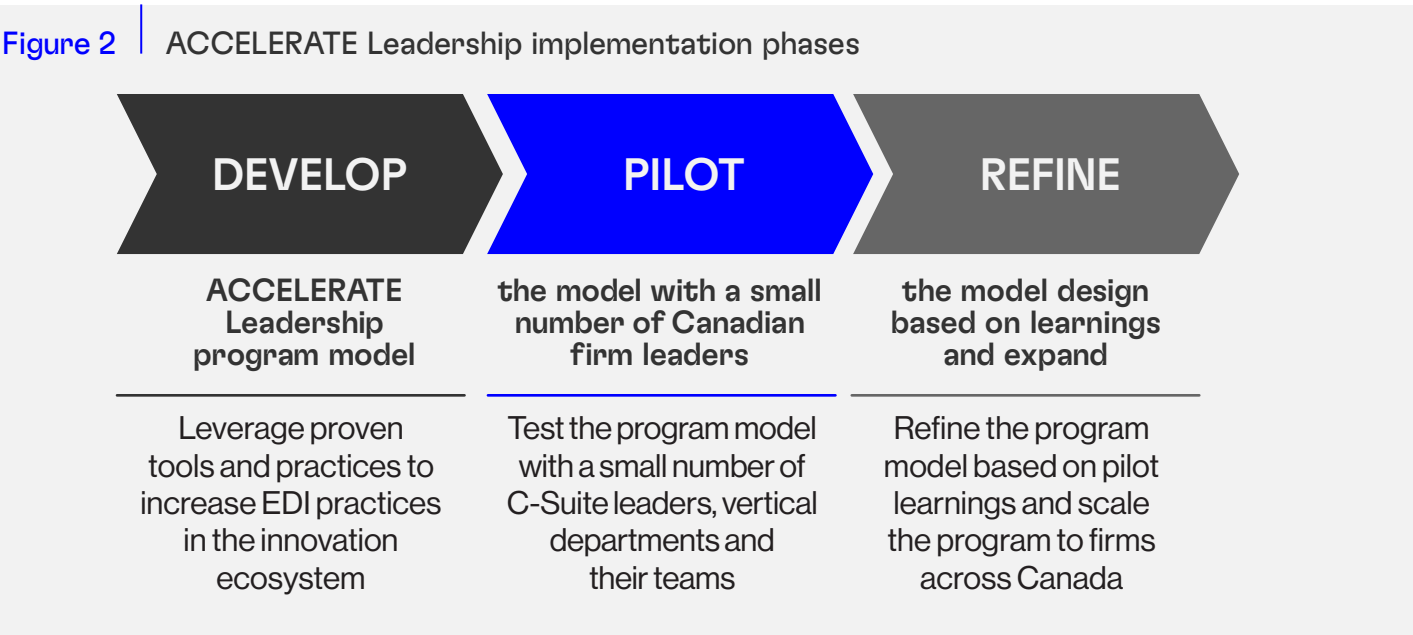 Figure 2 ACCELERATE Leadership implementation phases
DEVELOP
ACCELERATE
Leadership
program model
Leverage proven
tools and practices to
increase EDI practices
in the innovation
ecosystem
PILOT
the model with a small
number of Canadian
firm leaders
Test the program model
with a small number of
C-Suite leaders, vertical
departments and
their teams
REFINE
the model design
based on learnings
and expand
Refine the program
model based on pilot
learnings and scale
the program to firms
across Canada